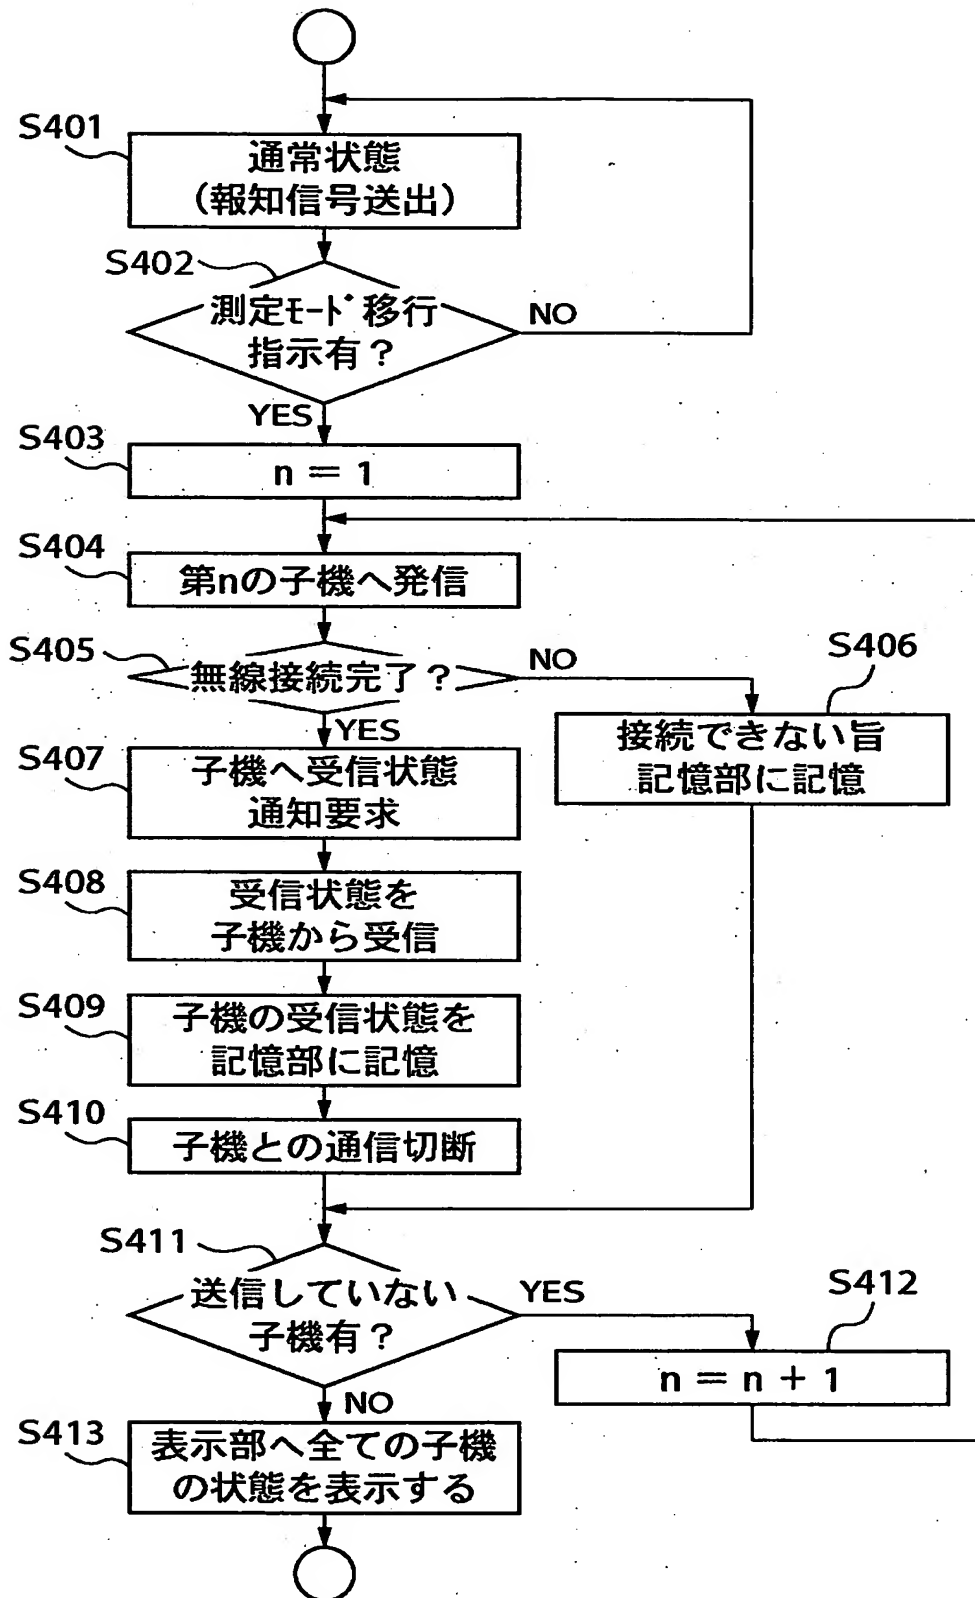 S401
通常状態
(報知信号送出)
S402
測定ﾓｰﾄﾞ移行
指示有？
NO
YES
S403
n = 1
S404
第nの子機へ発信
S405
無線接続完了？
NO
S406
接続できない旨
記憶部に記憶
YES
S407
子機へ受信状態
通知要求
S408
受信状態を
子機から受信
S409
子機の受信状態を
記憶部に記憶
S410
子機との通信切断
S411
送信していない
子機有？
YES
S412
n = n + 1
NO
S413
表示部へ全ての子機
の状態を表示する